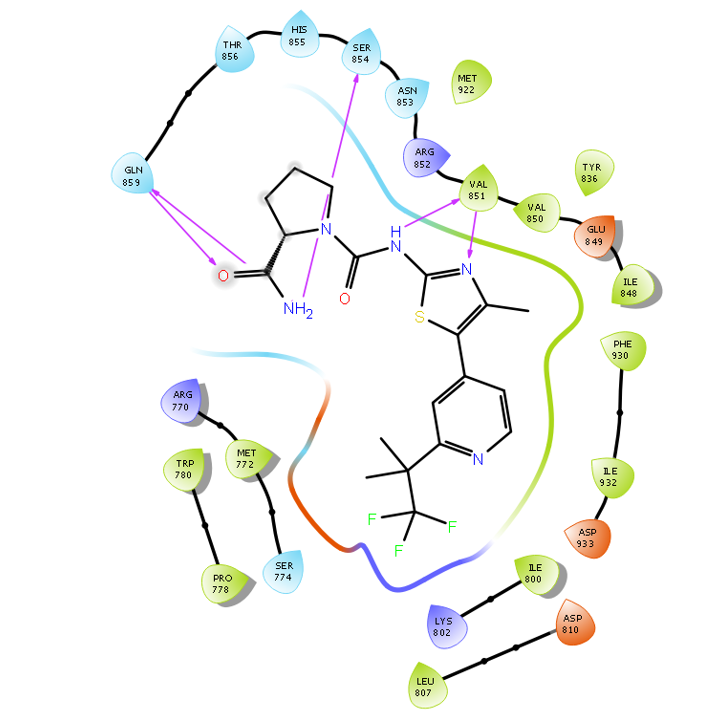 HIS
855
THR
856
SER
854
MET
922
ASN
853
ARG
852
TYR
836
GLN
859
VAL
851
VAL
850
GLU
849
N
H
N
O
N
ILE
848
NH2
O
S
PHE
930
ARG
770
MET
772
TRP
780
N
ILE
932
F
F
F
ASP
933
SER
774
PRO
778
ILE
800
LYS
802
ASP
810
LEU
807